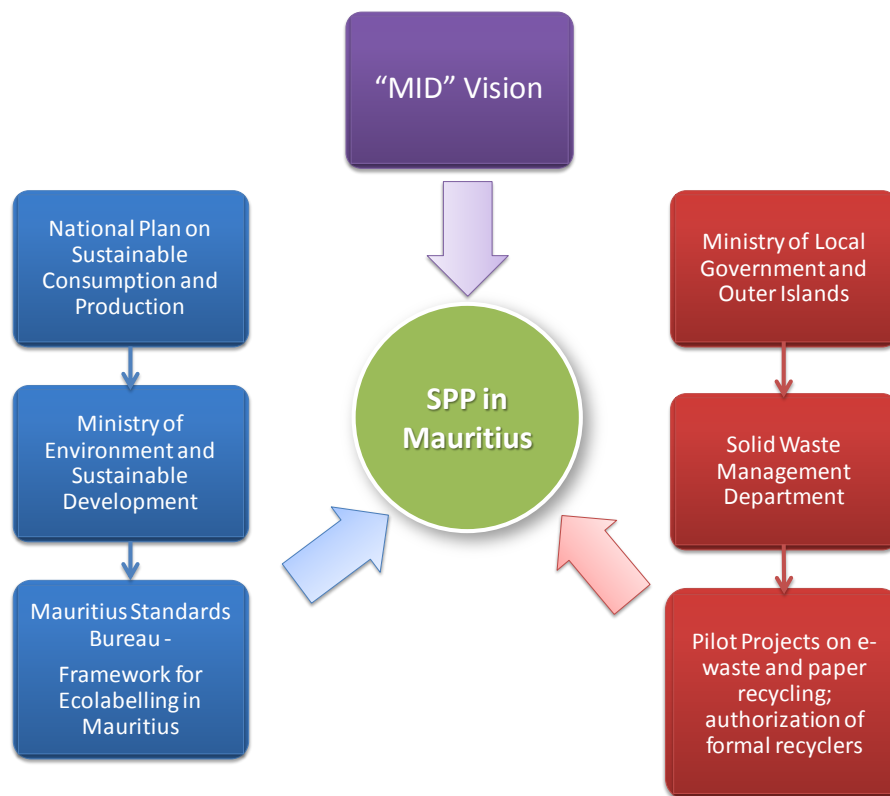 “MID” Vision
National Plan on
Sustainable
Consumption and
Production
Ministry of
Environment and
Sustainable
Development
Mauritius Standards
Bureau -
Framework for
Ecolabelling in
Mauritius
SPP in
Mauritius
Ministry of Local
Government and
Outer Islands
Solid Waste
Management
Department
Pilot Projects on e-
waste and paper
recycling;
authorization of
formal recyclers